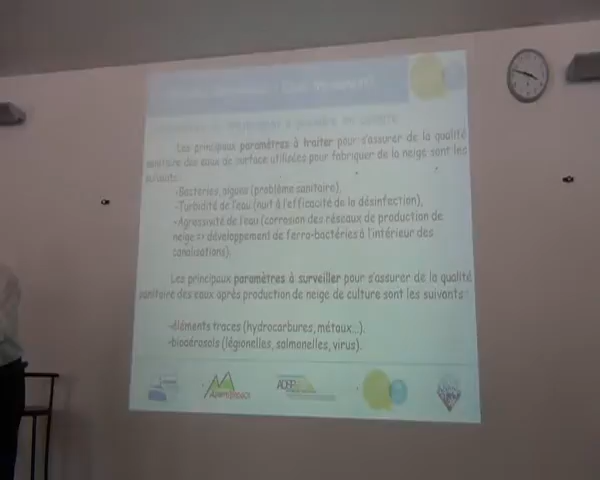 Les principaux paramètres à traiter pour s'assurer de la qualité
sanitaire des eaux de surface utilisées pour fabriquer de la neige sont les
suivants:
-Bactéries, algues (problème sanitaire),
-Turbidité de l'eau (nuit à l'efficacité de la désinfection),
-Agressivité de l'eau (corrosion des réseaux de production de
neige => développement de ferro-bactéries à l'intérieur des
canalisations).
Les principaux paramètres à surveiller pour s'assurer de la qualité
sanitaire des eaux après production de neige de culture sont les suivants:
-éléments traces (hydrocarbures, métaux...).
-bioaérosols (légionelles, salmonelles, virus).